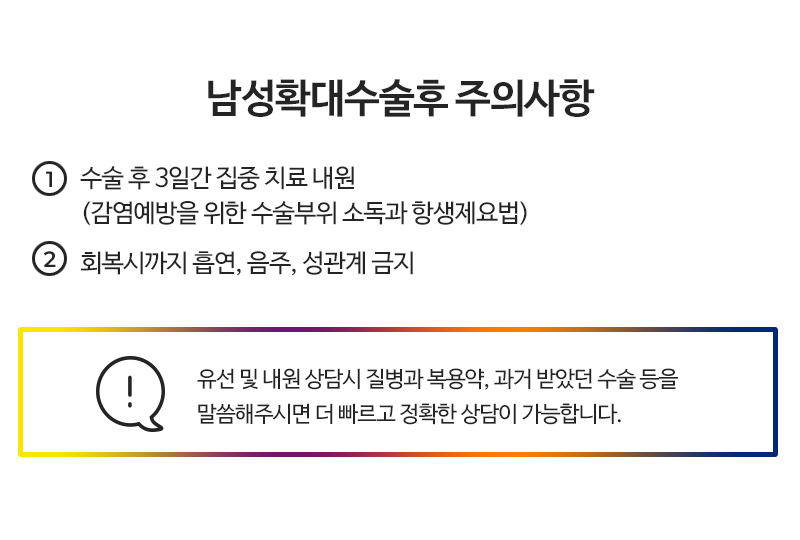 남성확대수술후 주의사항
1 수술 후 3일간 집중 치료 내원
(감염예방을 위한 수술부위 소독과 항생제요법)
2 회복시까지 흡연, 음주, 성관계 금지
유선 및 내원 상담시 질병과 복용약, 과거 받았던 수술 등을
말씀해주시면 더 빠르고 정확한 상담이 가능합니다.